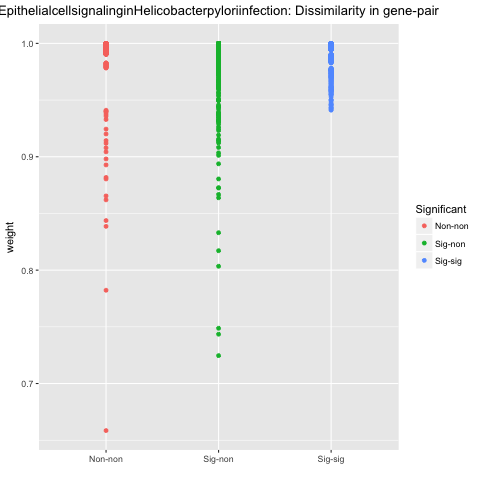 EpithelialcellsignalinginHelicobacterpyloriinfection: Dissimilarity in gene-pair
1.0
0.9
0.8
0.7
weight
Non-non
Sig-non
Sig-sig
Significant
Non-non
Sig-non
Sig-sig